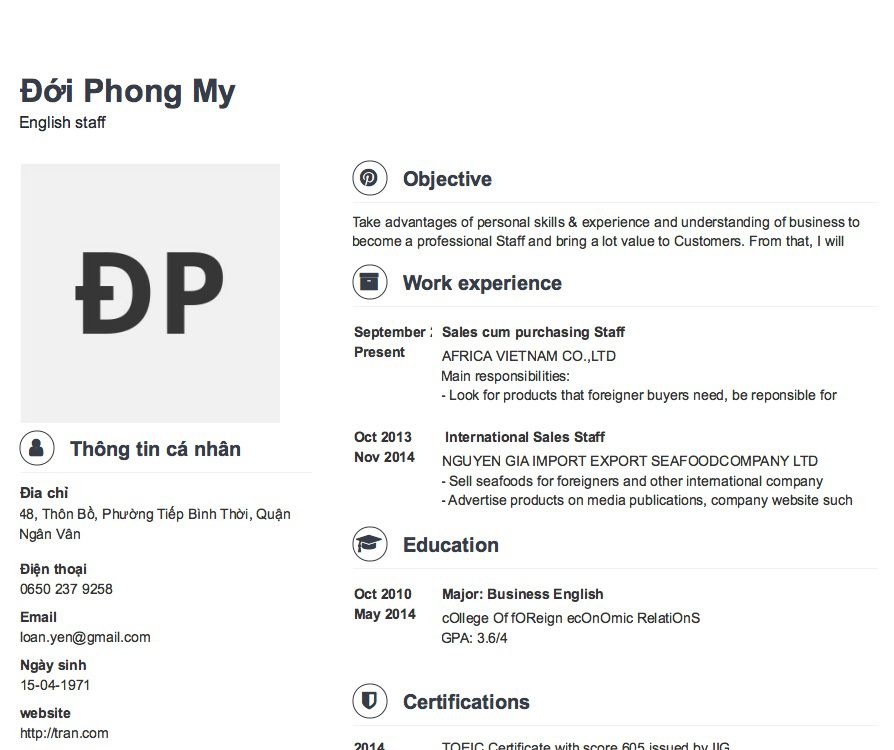 Đới Phong My
English staff
ĐP
Thông tin cá nhân
Đia chỉ
48, Thôn Bồ, Phường Tiếp Bình Thời, Quận
Ngân Vân
Điện thoại
0650 237 9258
Email
loan.yen@gmail.com
Ngày sinh
15-04-1971
website
http://tran.com
Objective
Take advantages of personal skills & experience and understanding of business to
become a professional Staff and bring a lot value to Customers. From that, I will
Work experience
September
Present
Sales cum purchasing Staff
AFRICA VIETNAM CO.,LTD
Main responsibilities:
- Look for products that foreigner buyers need, be reponsible for
Oct 2013
Nov 2014
International Sales Staff
NGUYEN GIA IMPORT EXPORT SEAFOODCOMPANY LTD
- Sell seafoods for foreigners and other international company
- Advertise products on media publications, company website such
Education
Oct 2010
May 2014
Major: Business English
cOllege Of fOReign ecOnOmic RelatiOnS
GPA: 3.6/4
Certifications
2014
TOEIC Certificate with score 605 issued by IIG